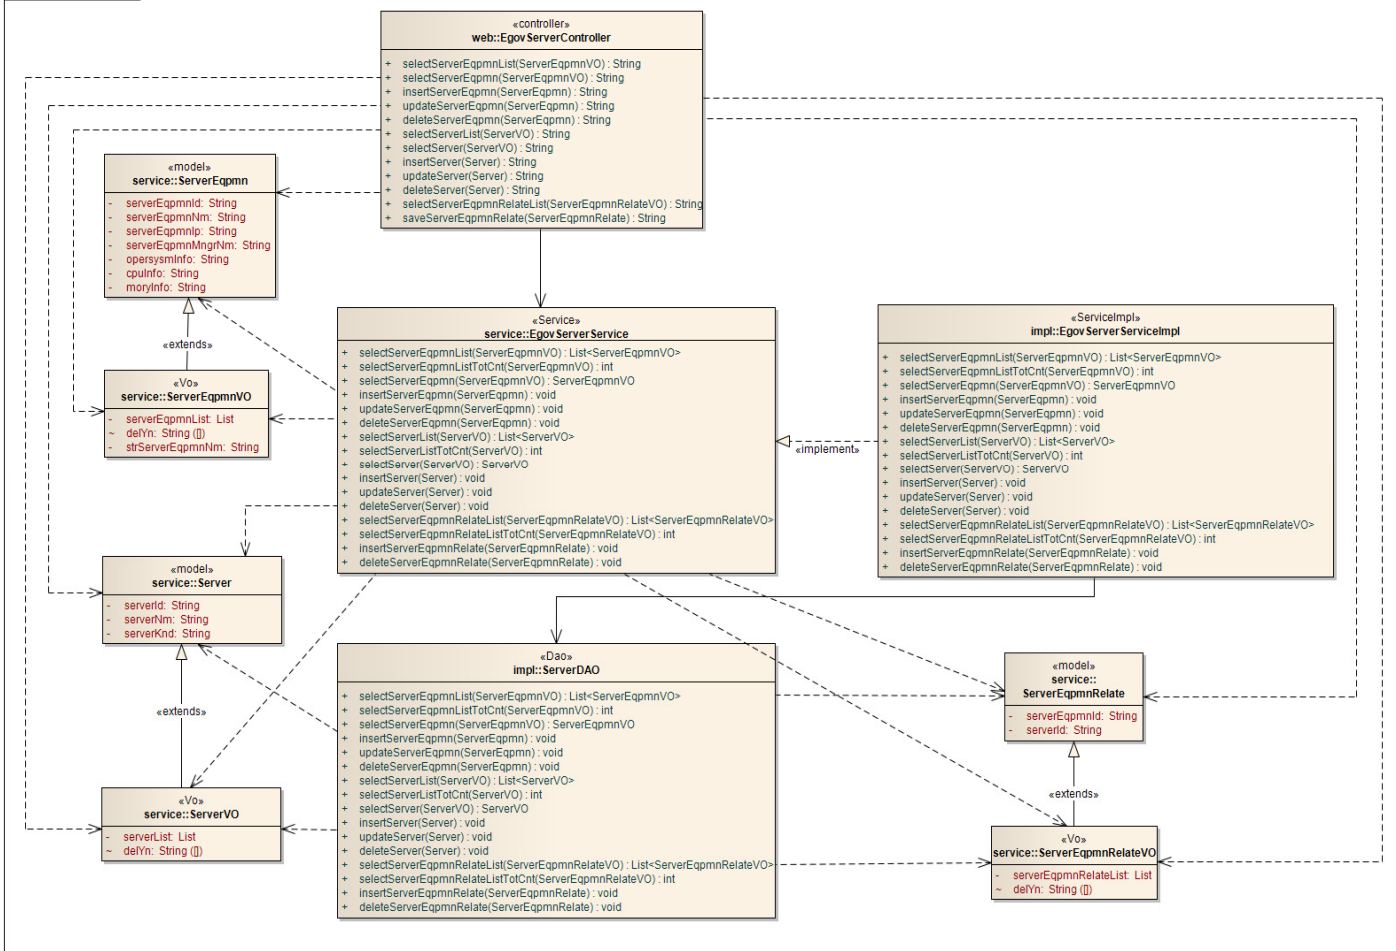 «controller»
web::EgovServerController
+ selectServerEqpmnList(ServerEqpmnVO) : String
+ selectServerEqpmn(ServerEqpmnVO) : String
+ insertServerEqpmn(ServerEqpmn) : String
+ updateServerEqpmn(ServerEqpmn) : String
+ deleteServerEqpmn(ServerEqpmn) : String
+ selectServerList(ServerVO) : String
+ selectServer(ServerVO) : String
+ insertServer(Server) : String
+ updateServer(Server) : String
+ deleteServer(Server) : String
+ selectServerEqpmnRelateList(ServerEqpmnRelateVO) : String
+ saveServerEqpmnRelate(ServerEqpmnRelate) : String
«model»
service::ServerEqpmn
- serverEqpmnId: String
- serverEqpmnNm: String
- serverEqpmnIp: String
- serverEqpmnMngrNm: String
- opersysmInfo: String
- cpuInfo: String
- moryInfo: String
«extends»
«Vo»
service::ServerEqpmnVO
- serverEqpmnList: List
~ delYn: String ([])
- strServerEqpmnNm: String
«Service»
service::EgovServerService
+ selectServerEqpmnList(ServerEqpmnVO) : List<ServerEqpmnVO>
+ selectServerEqpmnListTotCnt(ServerEqpmnVO) : int
+ selectServerEqpmn(ServerEqpmnVO) : ServerEqpmnVO
+ insertServerEqpmn(ServerEqpmn) : void
+ updateServerEqpmn(ServerEqpmn) : void
+ deleteServerEqpmn(ServerEqpmn) : void
+ selectServerList(ServerVO) : List<ServerVO>
+ selectServerListTotCnt(ServerVO) : int
+ selectServer(ServerVO) : ServerVO
+ insertServer(Server) : void
+ updateServer(Server) : void
+ deleteServer(Server) : void
+ selectServerEqpmnRelateList(ServerEqpmnRelateVO) : List<ServerEqpmnRelateVO>
+ selectServerEqpmnRelateListTotCnt(ServerEqpmnRelateVO) : int
+ insertServerEqpmnRelate(ServerEqpmnRelate) : void
+ deleteServerEqpmnRelate(ServerEqpmnRelate) : void
«implement»
«ServiceImpl»
impl::EgovServerServiceImpl
+ selectServerEqpmnList(ServerEqpmnVO) : List<ServerEqpmnVO>
+ selectServerEqpmnListTotCnt(ServerEqpmnVO) : int
+ selectServerEqpmn(ServerEqpmnVO) : ServerEqpmnVO
+ insertServerEqpmn(ServerEqpmn) : void
+ updateServerEqpmn(ServerEqpmn) : void
+ deleteServerEqpmn(ServerEqpmn) : void
+ selectServerList(ServerVO) : List<ServerVO>
+ selectServerListTotCnt(ServerVO) : int
+ selectServer(ServerVO) : ServerVO
+ insertServer(Server) : void
+ updateServer(Server) : void
+ deleteServer(Server) : void
+ selectServerEqpmnRelateList(ServerEqpmnRelateVO) : List<ServerEqpmnRelateVO>
+ selectServerEqpmnRelateListTotCnt(ServerEqpmnRelateVO) : int
+ insertServerEqpmnRelate(ServerEqpmnRelate) : void
+ deleteServerEqpmnRelate(ServerEqpmnRelate) : void
«model»
service::Server
- serverId: String
- serverNm: String
- serverKnd: String
«extends»
«Vo»
service::ServerVO
- serverList: List
~ delYn: String ([])
«Dao»
impl::ServerDAO
+ selectServerEqpmnList(ServerEqpmnVO) : List<ServerEqpmnVO>
+ selectServerEqpmnListTotCnt(ServerEqpmnVO) : int
+ selectServerEqpmn(ServerEqpmnVO) : ServerEqpmnVO
+ insertServerEqpmn(ServerEqpmn) : void
+ updateServerEqpmn(ServerEqpmn) : void
+ deleteServerEqpmn(ServerEqpmn) : void
+ selectServerList(ServerVO) : List<ServerVO>
+ selectServerListTotCnt(ServerVO) : int
+ selectServer(ServerVO) : ServerVO
+ insertServer(Server) : void
+ updateServer(Server) : void
+ deleteServer(Server) : void
+ selectServerEqpmnRelateList(ServerEqpmnRelateVO) : List<ServerEqpmnRelateVO>
+ selectServerEqpmnRelateListTotCnt(ServerEqpmnRelateVO) : int
+ insertServerEqpmnRelate(ServerEqpmnRelate) : void
+ deleteServerEqpmnRelate(ServerEqpmnRelate) : void
«model»
service::
ServerEqpmnRelate
- serverEqpmnId: String
- serverId: String
«extends»
«Vo»
service::ServerEqpmnRelateVO
- serverEqpmnRelateList: List
~ delYn: String ([])